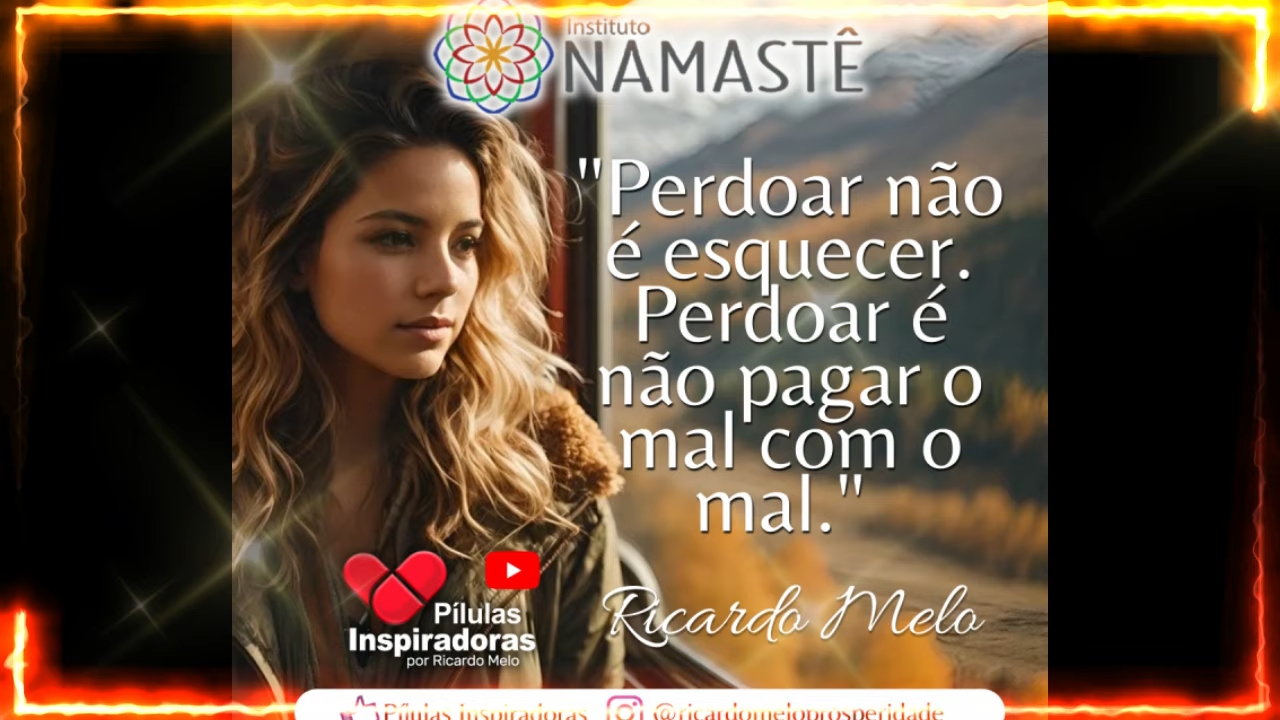 Instituto
NAMASTÊ
"Perdoar não
é esquecer.
Perdoar é
não pagar o
mal com o
mal."
Ricardo Melo
Pílulas
Inspiradoras
por Ricardo Melo
Pílulas Inspiradoras @ricardomeloprosperidade